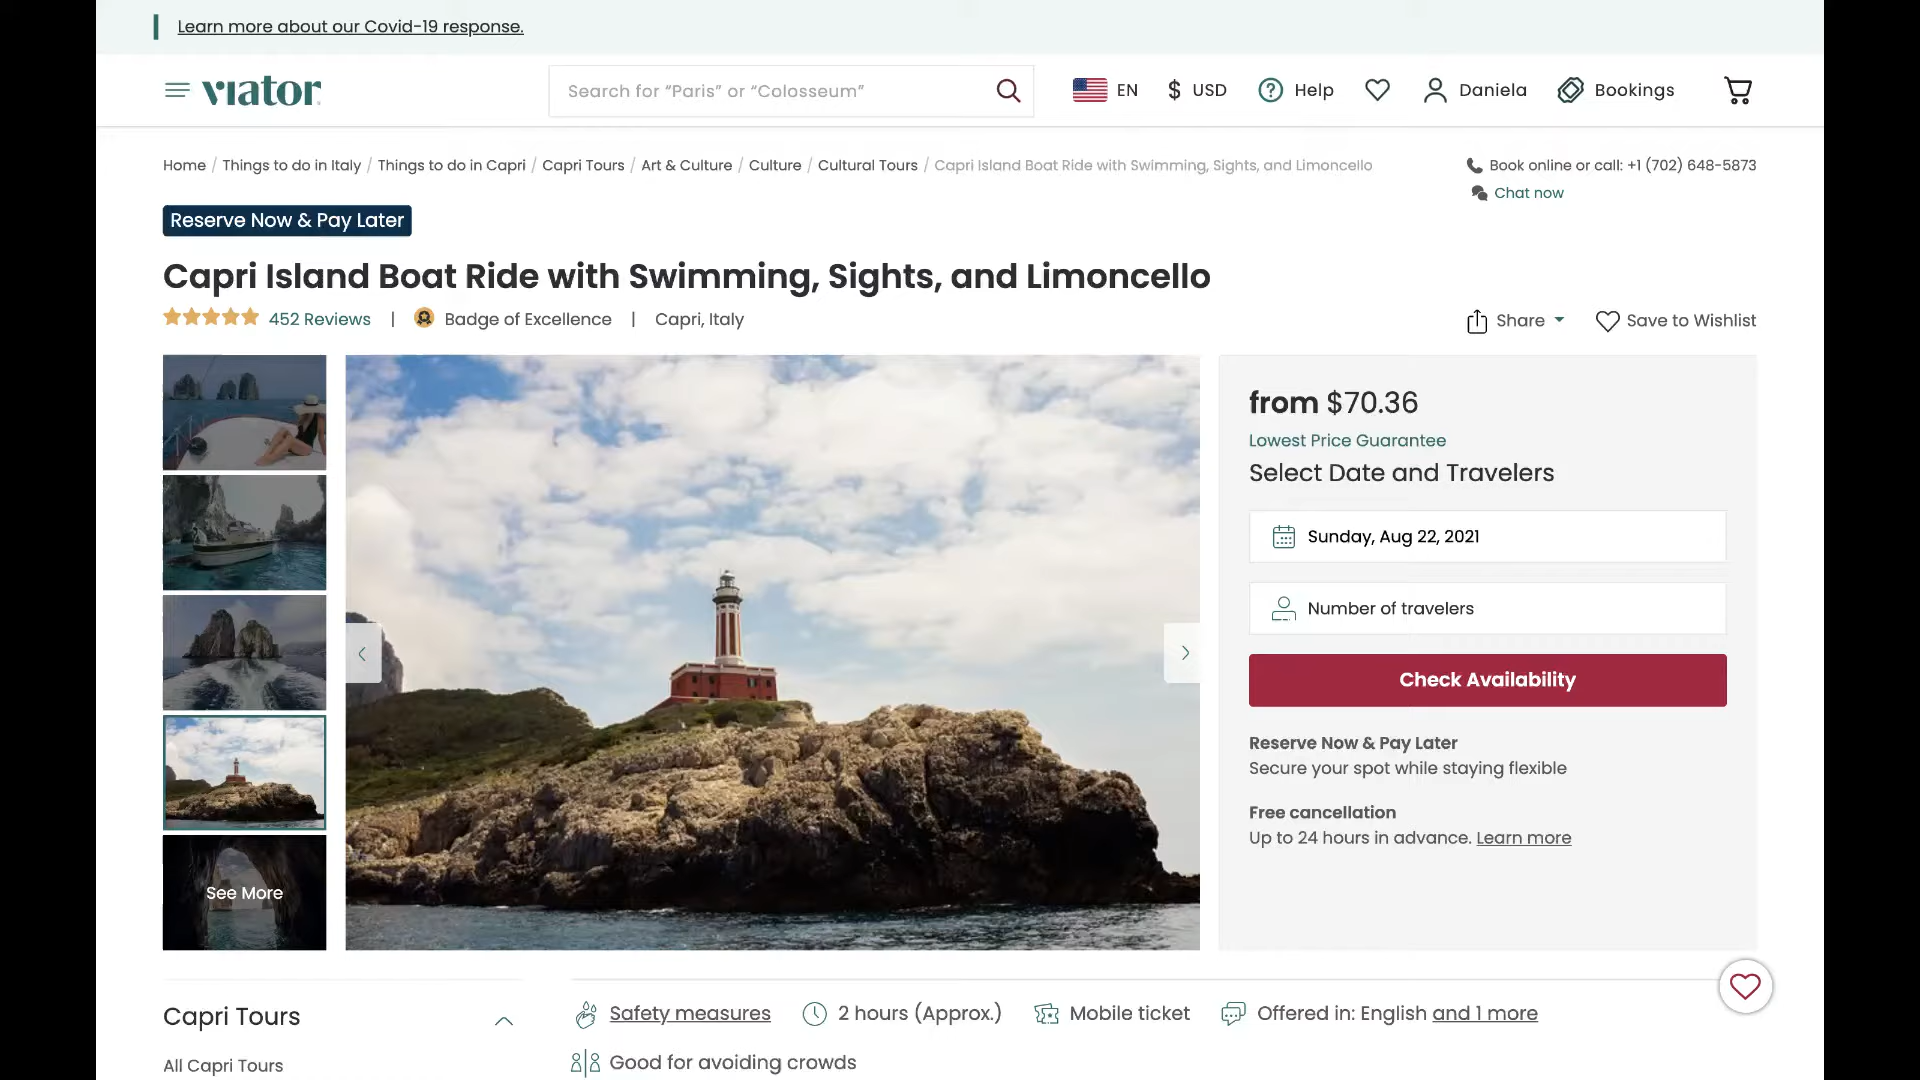 Learn more about our Covid-19 response.
viator
Search for “Paris” or “Colosseum”
EN
$ USD
Help
Daniela
Bookings
Home / Things to do in Italy / Things to do in Capri / Capri Tours / Art & Culture / Culture / Cultural Tours / Capri Island Boat Ride with Swimming, Sights, and Limoncello
Book online or call: +1 (702) 648-5873
Chat now
Reserve Now & Pay Later
Capri Island Boat Ride with Swimming, Sights, and Limoncello
452 Reviews | Badge of Excellence | Capri, Italy
Share
Save to Wishlist
See More
from $70.36
Lowest Price Guarantee
Select Date and Travelers
Sunday, Aug 22, 2021
Number of travelers
Check Availability
Reserve Now & Pay Later
Secure your spot while staying flexible
Free cancellation
Up to 24 hours in advance. Learn more
Capri Tours
All Capri Tours
Safety measures
2 hours (Approx.)
Mobile ticket
Offered in: English and 1 more
Good for avoiding crowds